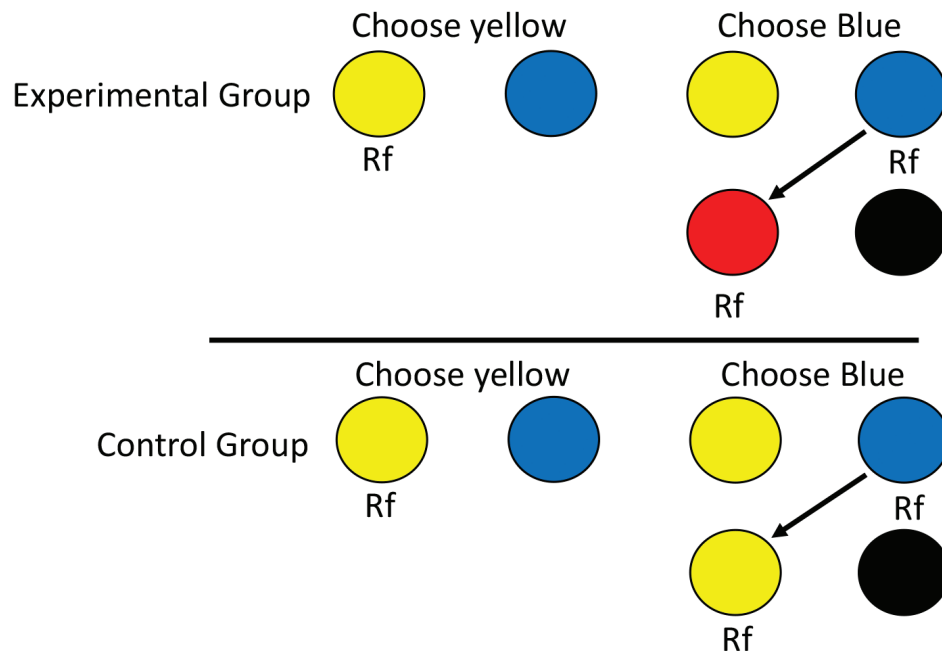 Choose yellow
Choose Blue
Experimental Group
Rf
Rf
Rf
Choose yellow
Choose Blue
Control Group
Rf
Rf
Rf